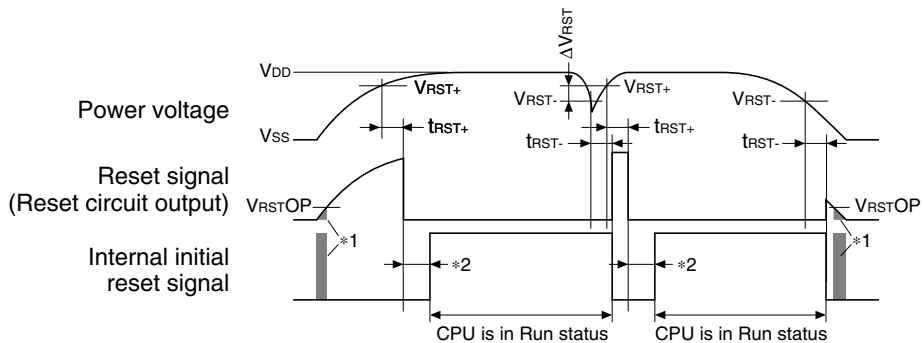 ΔVRST
VDD
VRST+
VRST-
VRST+
VRST-
Power voltage
VSS
tRST+
tRST+
tRST-
tRST-
Reset signal
(Reset circuit output)
VRSTOP
VRSTOP
*1
*1
Internal initial
reset signal
*2
*2
CPU is in Run status
CPU is in Run status